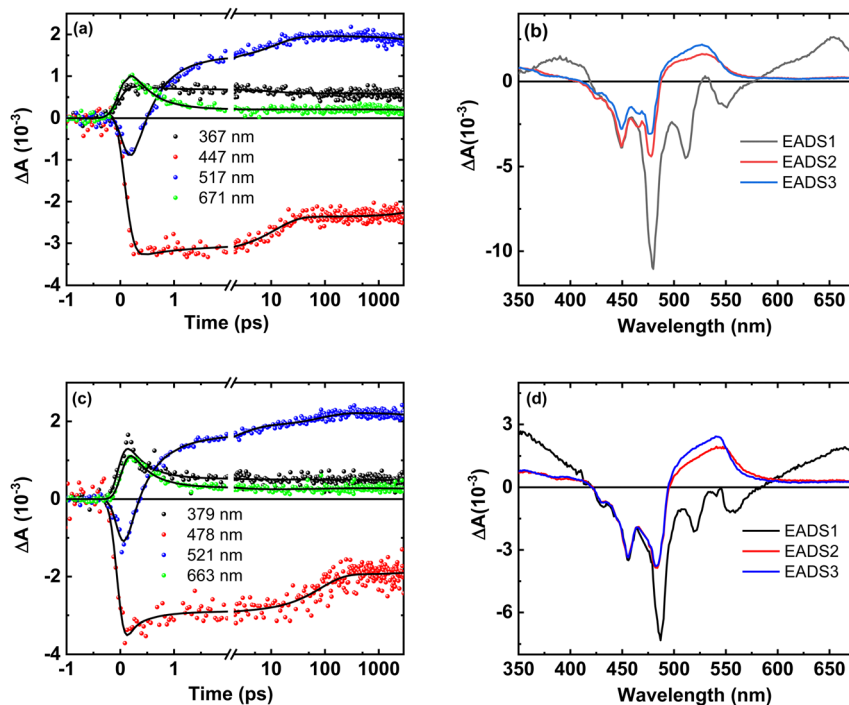 (a)
ΔA (10⁻³)
2
1
0
-1
-2
-3
-4
367 nm
447 nm
517 nm
671 nm
-1 0 1 10 100 1000
Time (ps)
(b)
ΔA(10⁻³)
0
-5
-10
EADS1
EADS2
EADS3
350 400 450 500 550 600 650
Wavelength (nm)
(c)
ΔA (10⁻³)
2
0
-2
-4
379 nm
478 nm
521 nm
663 nm
-1 0 1 10 100 1000
Time (ps)
(d)
ΔA(10⁻³)
3
0
-3
-6
EADS1
EADS2
EADS3
350 400 450 500 550 600 650
Wavelength (nm)